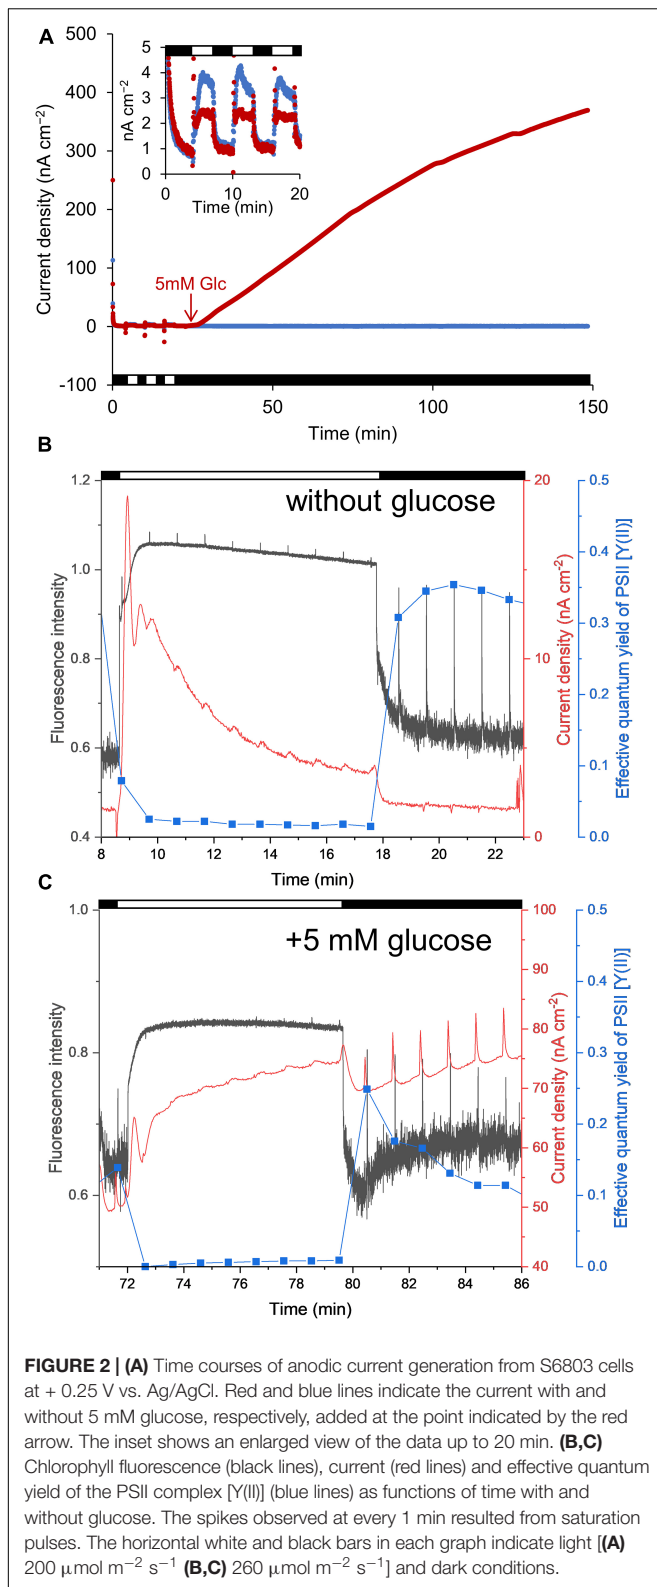 A
500
400
300
200
100
0
-100
Current density (nA cm⁻²)
5
4
3
2
1
0
nA cm⁻²
0
10
20
Time (min)
5mM Glc
0
50
100
150
Time (min)
B
without glucose
1.2
1.0
0.8
0.6
0.4
Fluorescence intensity
20
10
0
Current density (nA cm⁻²)
0.5
0.4
0.3
0.2
0.1
0.0
Effective quantum yield of PSII [Y(II)]
8
10
12
14
16
18
20
22
Time (min)
C
+5 mM glucose
1.0
0.8
0.6
Fluorescence intensity
100
90
80
70
60
50
40
Current density (nA cm⁻²)
0.5
0.4
0.3
0.2
0.1
0.0
Effective quantum yield of PSII [Y(II)]
72
74
76
78
80
82
84
86
Time (min)
FIGURE 2 | (A) Time courses of anodic current generation from S6803 cells
at + 0.25 V vs. Ag/AgCl. Red and blue lines indicate the current with and
without 5 mM glucose, respectively, added at the point indicated by the red
arrow. The inset shows an enlarged view of the data up to 20 min. (B,C)
Chlorophyll fluorescence (black lines), current (red lines) and effective quantum
yield of the PSII complex [Y(II)] (blue lines) as functions of time with and
without glucose. The spikes observed at every 1 min resulted from saturation
pulses. The horizontal white and black bars in each graph indicate light [(A)
200 μmol m⁻² s⁻¹ (B,C) 260 μmol m⁻² s⁻¹] and dark conditions.